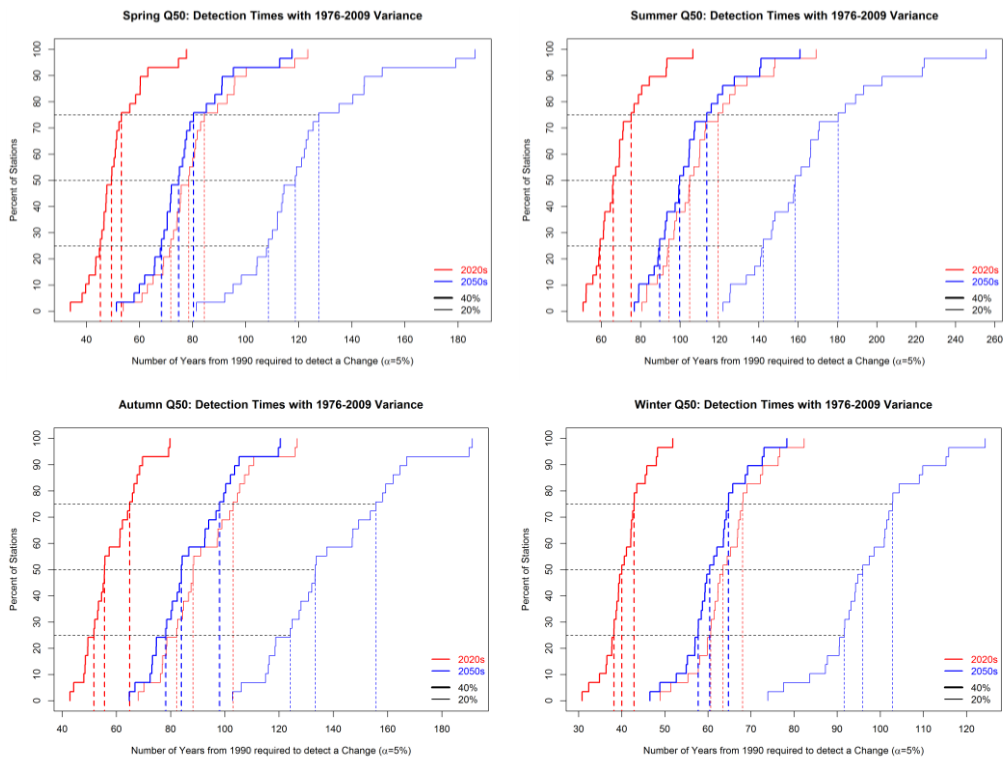 Spring Q50: Detection Times with 1976-2009 Variance
Percent of Stations
0 10 20 30 40 50 60 70 80 90 100
2020s
2050s
40%
20%
40 60 80 100 120 140 160 180
Number of Years from 1990 required to detect a Change (α=5%)
Summer Q50: Detection Times with 1976-2009 Variance
Percent of Stations
0 10 20 30 40 50 60 70 80 90 100
2020s
2050s
40%
20%
60 80 100 120 140 160 180 200 220 240 260
Number of Years from 1990 required to detect a Change (α=5%)
Autumn Q50: Detection Times with 1976-2009 Variance
Percent of Stations
0 10 20 30 40 50 60 70 80 90 100
2020s
2050s
40%
20%
40 60 80 100 120 140 160 180
Number of Years from 1990 required to detect a Change (α=5%)
Winter Q50: Detection Times with 1976-2009 Variance
Percent of Stations
0 10 20 30 40 50 60 70 80 90 100
2020s
2050s
40%
20%
30 40 50 60 70 80 90 100 110 120
Number of Years from 1990 required to detect a Change (α=5%)